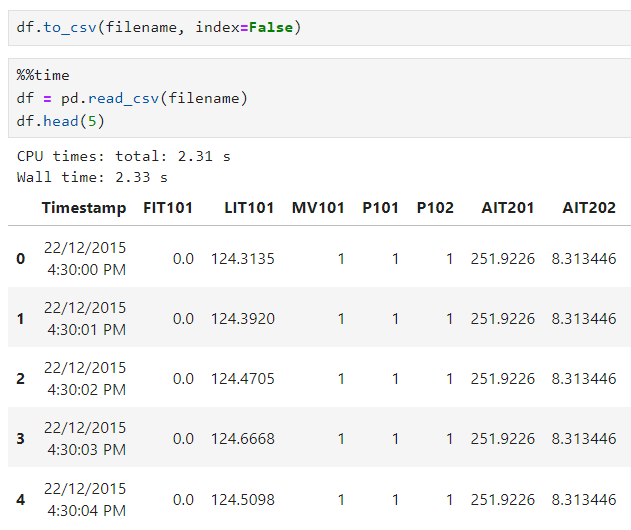 df.to_csv(filename, index=False)
%%time
df = pd.read_csv(filename)
df.head(5)
CPU times: total: 2.31 s
Wall time: 2.33 s
Timestamp FIT101 LIT101 MV101 P101 P102 AIT201 AIT202
0 22/12/2015 4:30:00 PM 0.0 124.3135 1 1 1 251.9226 8.313446
1 22/12/2015 4:30:01 PM 0.0 124.3920 1 1 1 251.9226 8.313446
2 22/12/2015 4:30:02 PM 0.0 124.4705 1 1 1 251.9226 8.313446
3 22/12/2015 4:30:03 PM 0.0 124.6668 1 1 1 251.9226 8.313446
4 22/12/2015 4:30:04 PM 0.0 124.5098 1 1 1 251.9226 8.313446